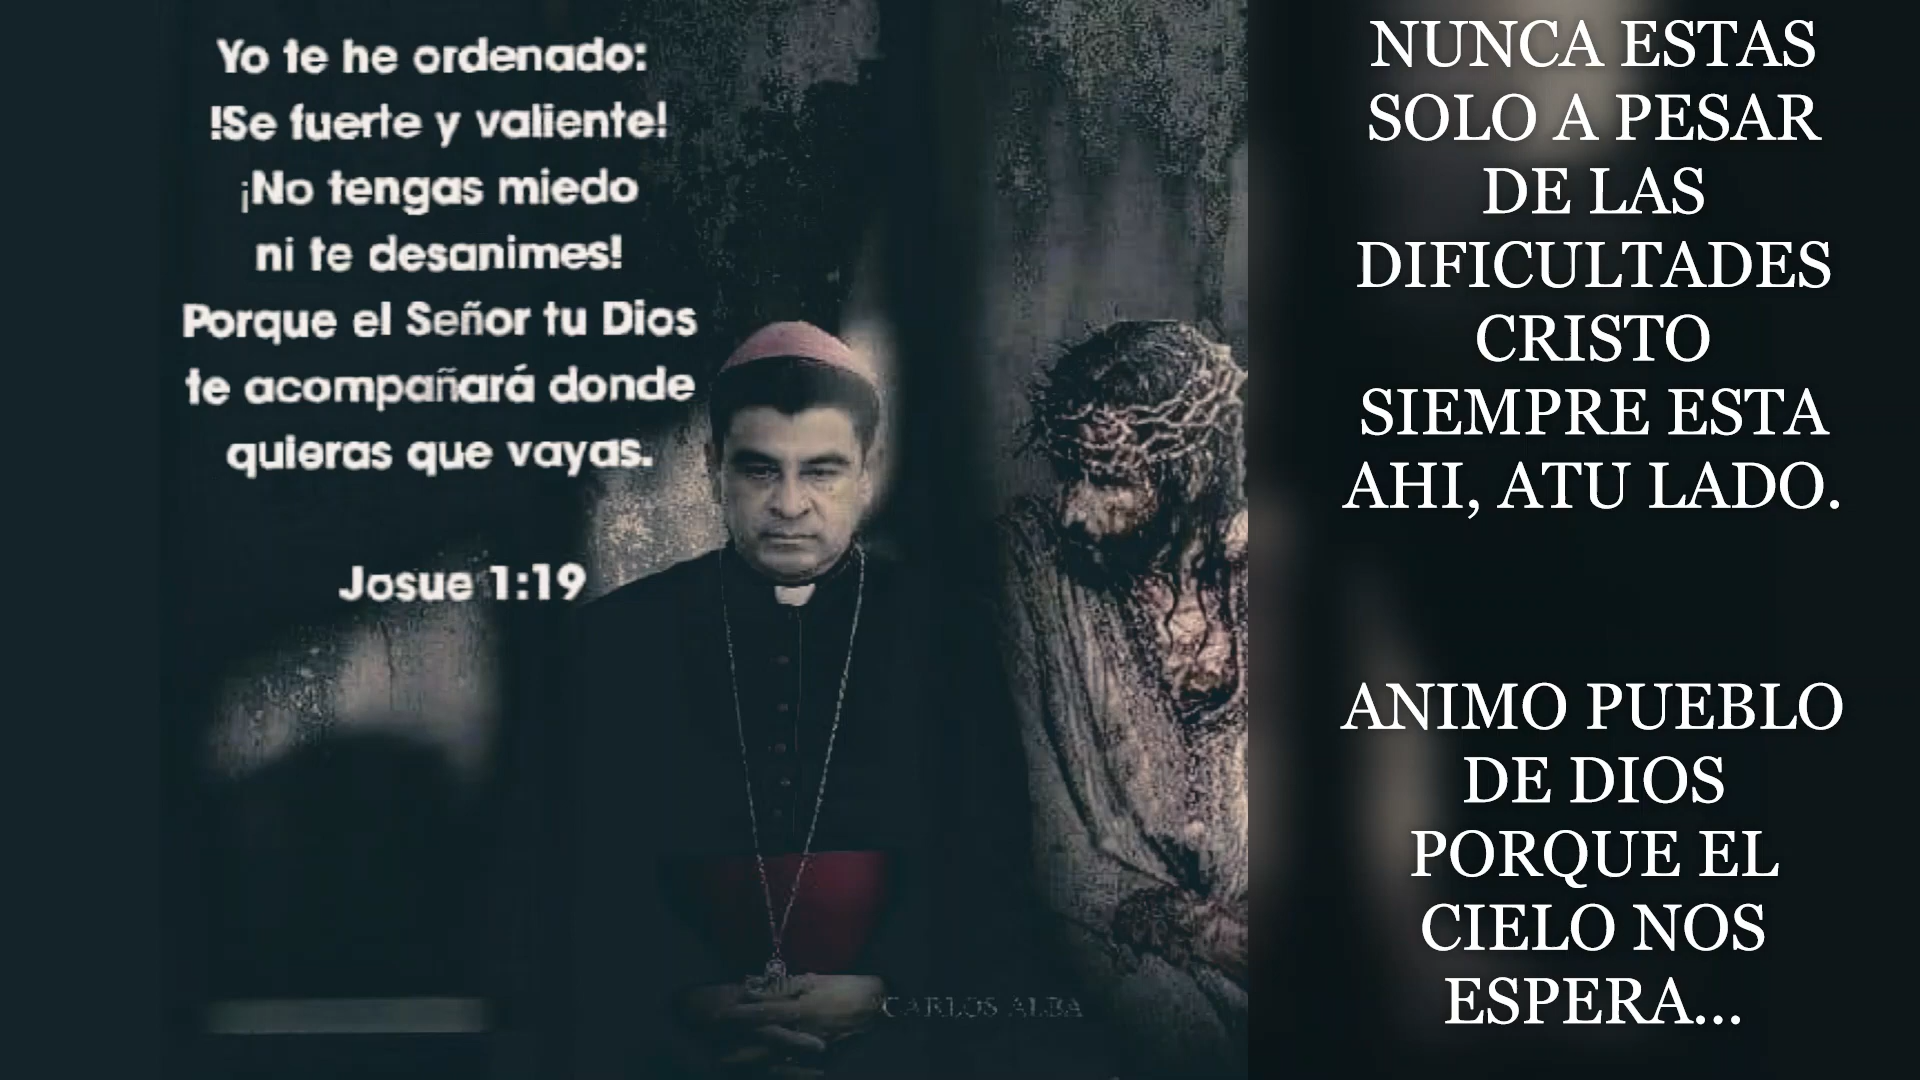 Yo te he ordenado:
!Se fuerte y valiente!
¡No tengas miedo
ni te desanimes!
Porque el Señor tu Dios
te acompañará donde
quieras que vayas.
Josue 1:19
CARLOS ALBA
NUNCA ESTAS
SOLO A PESAR
DE LAS
DIFICULTADES
CRISTO
SIEMPRE ESTA
AHI, ATU LADO.
ANIMO PUEBLO
DE DIOS
PORQUE EL
CIELO NOS
ESPERA...